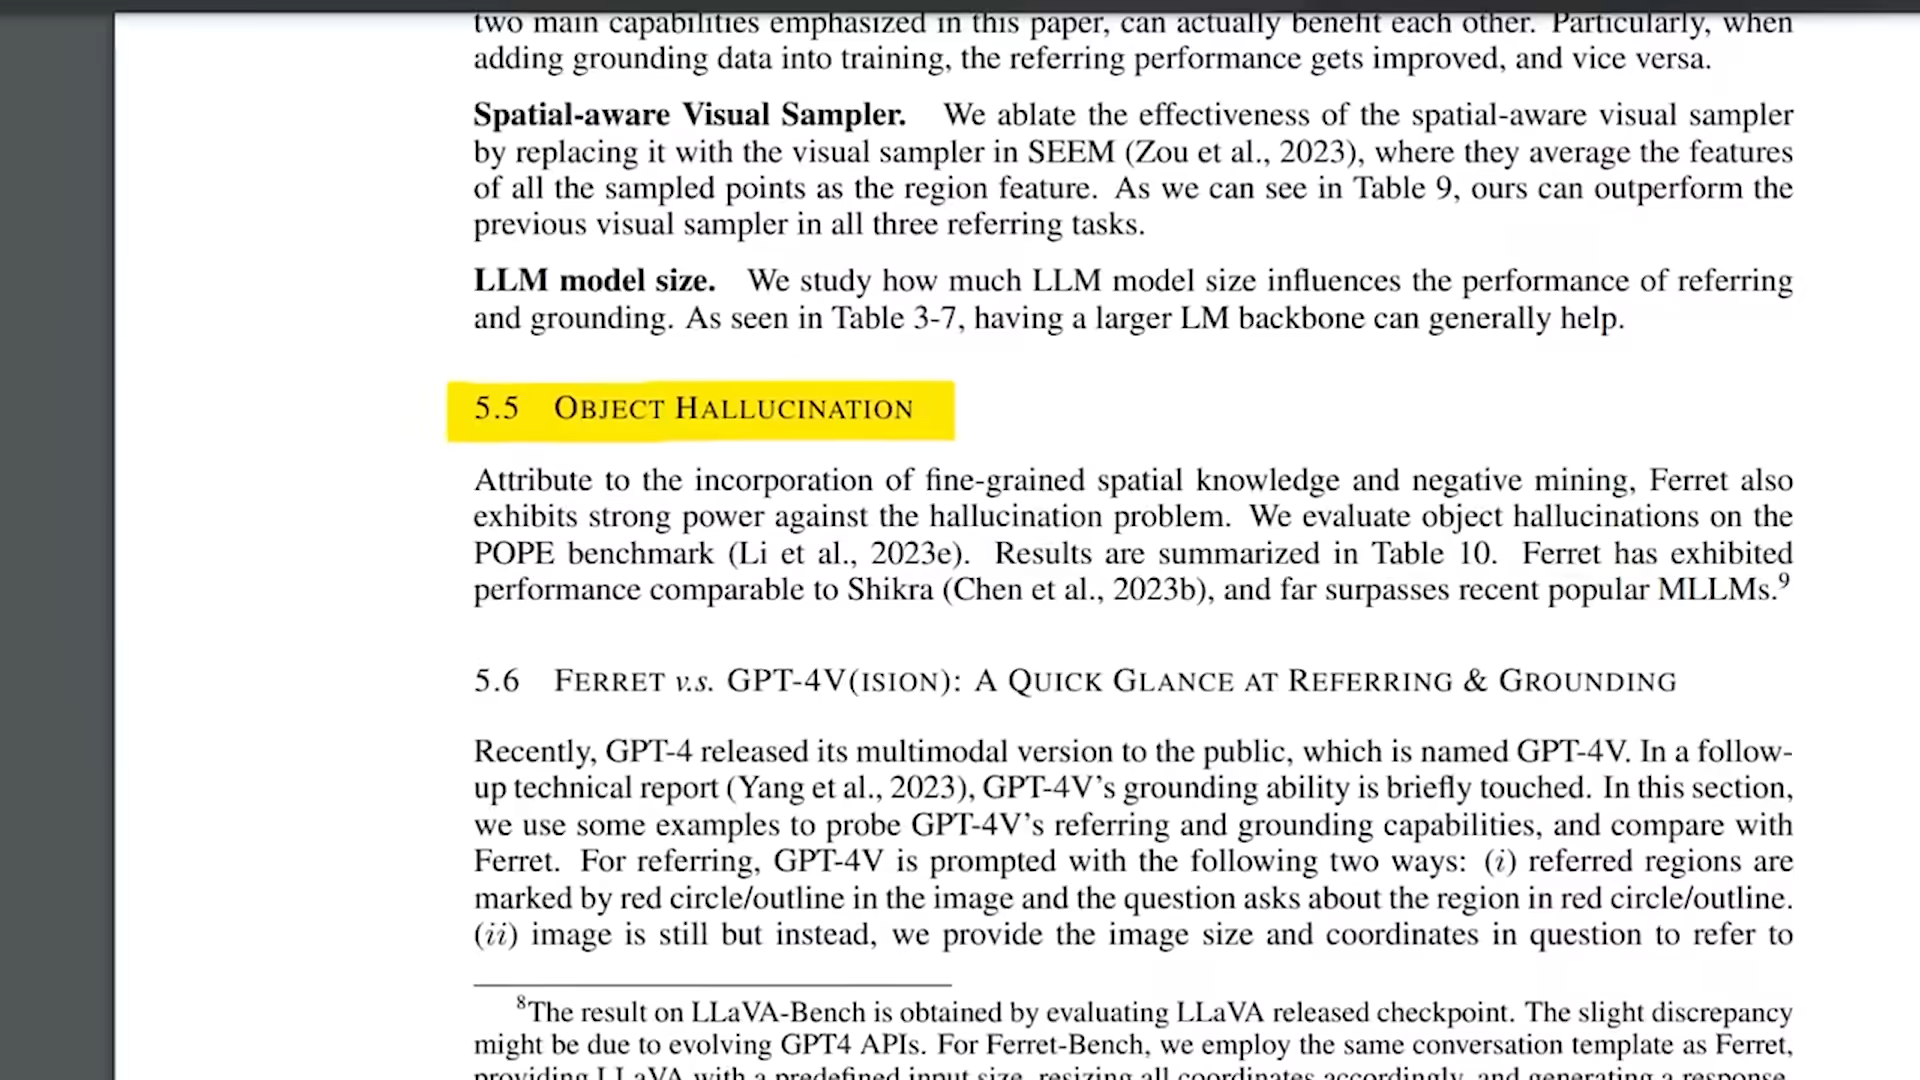 two main capabilities emphasized in this paper, can actually benefit each other. Particularly, when
adding grounding data into training, the referring performance gets improved, and vice versa.
Spatial-aware Visual Sampler. We ablate the effectiveness of the spatial-aware visual sampler
by replacing it with the visual sampler in SEEM (Zou et al., 2023), where they average the features
of all the sampled points as the region feature. As we can see in Table 9, ours can outperform the
previous visual sampler in all three referring tasks.
LLM model size. We study how much LLM model size influences the performance of referring
and grounding. As seen in Table 3-7, having a larger LM backbone can generally help.
5.5 OBJECT HALLUCINATION
Attribute to the incorporation of fine-grained spatial knowledge and negative mining, Ferret also
exhibits strong power against the hallucination problem. We evaluate object hallucinations on the
POPE benchmark (Li et al., 2023e). Results are summarized in Table 10. Ferret has exhibited
performance comparable to Shikra (Chen et al., 2023b), and far surpasses recent popular MLLMs.9
5.6 FERRET v.s. GPT-4V(ISION): A QUICK GLANCE AT REFERRING & GROUNDING
Recently, GPT-4 released its multimodal version to the public, which is named GPT-4V. In a follow-
up technical report (Yang et al., 2023), GPT-4V's grounding ability is briefly touched. In this section,
we use some examples to probe GPT-4V's referring and grounding capabilities, and compare with
Ferret. For referring, GPT-4V is prompted with the following two ways: (i) referred regions are
marked by red circle/outline in the image and the question asks about the region in red circle/outline.
(ii) image is still but instead, we provide the image size and coordinates in question to refer to
8The result on LLaVA-Bench is obtained by evaluating LLaVA released checkpoint. The slight discrepancy
might be due to evolving GPT4 APIs. For Ferret-Bench, we employ the same conversation template as Ferret,
providing LLaVA with a predefined input size, resizing all coordinates accordingly, and generating a response.